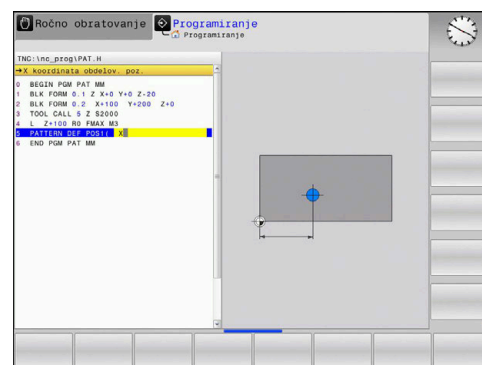 Ročno obratovanje
Programiranje
Programiranje
TNC:\nc_prog\PAT.H
→X koordinata obdelov. poz.
0 BEGIN PGM PAT MM
1 BLK FORM 0.1 Z X+0 Y+0 Z-20
2 BLK FORM 0.2 X+100 Y+200 Z+0
3 TOOL CALL 5 Z S2000
4 L Z+100 R0 FMAX M3
5 PATTERN DEF POS1( X
6 END PGM PAT MM